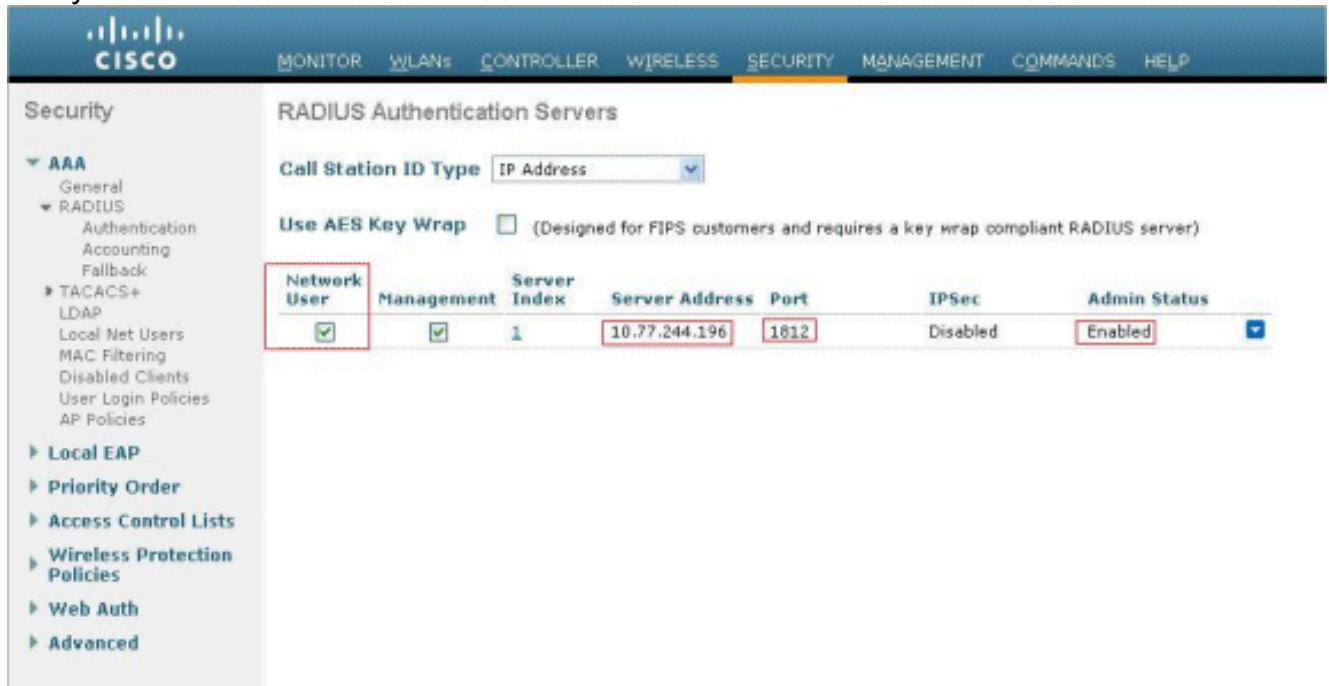 CISCO
MONITOR WLANs CONTROLLER WIRELESS SECURITY MANAGEMENT COMMANDS HELP
Security
AAA
General
RADIUS
Authentication
Accounting
Fallback
TACACS+
LDAP
Local Net Users
MAC Filtering
Disabled Clients
User Login Policies
AP Policies
Local EAP
Priority Order
Access Control Lists
Wireless Protection
Policies
Web Auth
Advanced
RADIUS Authentication Servers
Call Station ID Type IP Address
Use AES Key Wrap (Designed for FIPS customers and requires a key wrap compliant RADIUS server)
Network User Management Server Index Server Address Port IPSec Admin Status
1 10.77.244.196 1812 Disabled Enabled